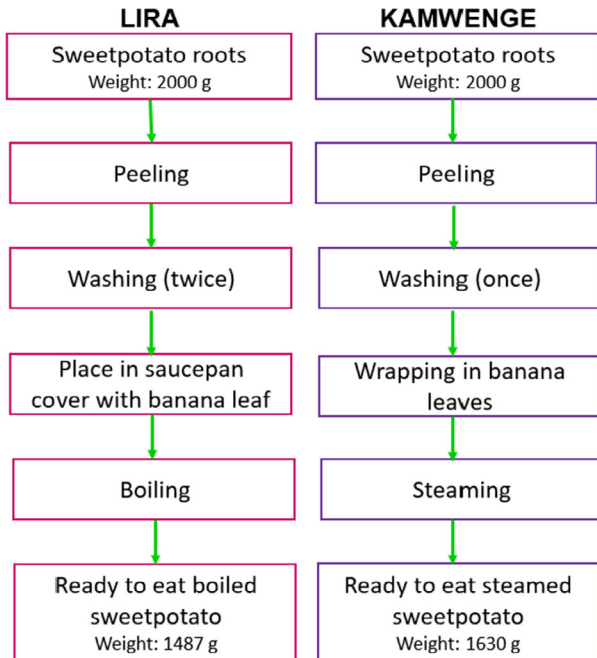 LIRA
Sweetpotato roots
Weight: 2000 g
Peeling
Washing (twice)
Place in saucepan
cover with banana leaf
Boiling
Ready to eat boiled
sweetpotato
Weight: 1487 g
KAMWENGE
Sweetpotato roots
Weight: 2000 g
Peeling
Washing (once)
Wrapping in banana
leaves
Steaming
Ready to eat steamed
sweetpotato
Weight: 1630 g